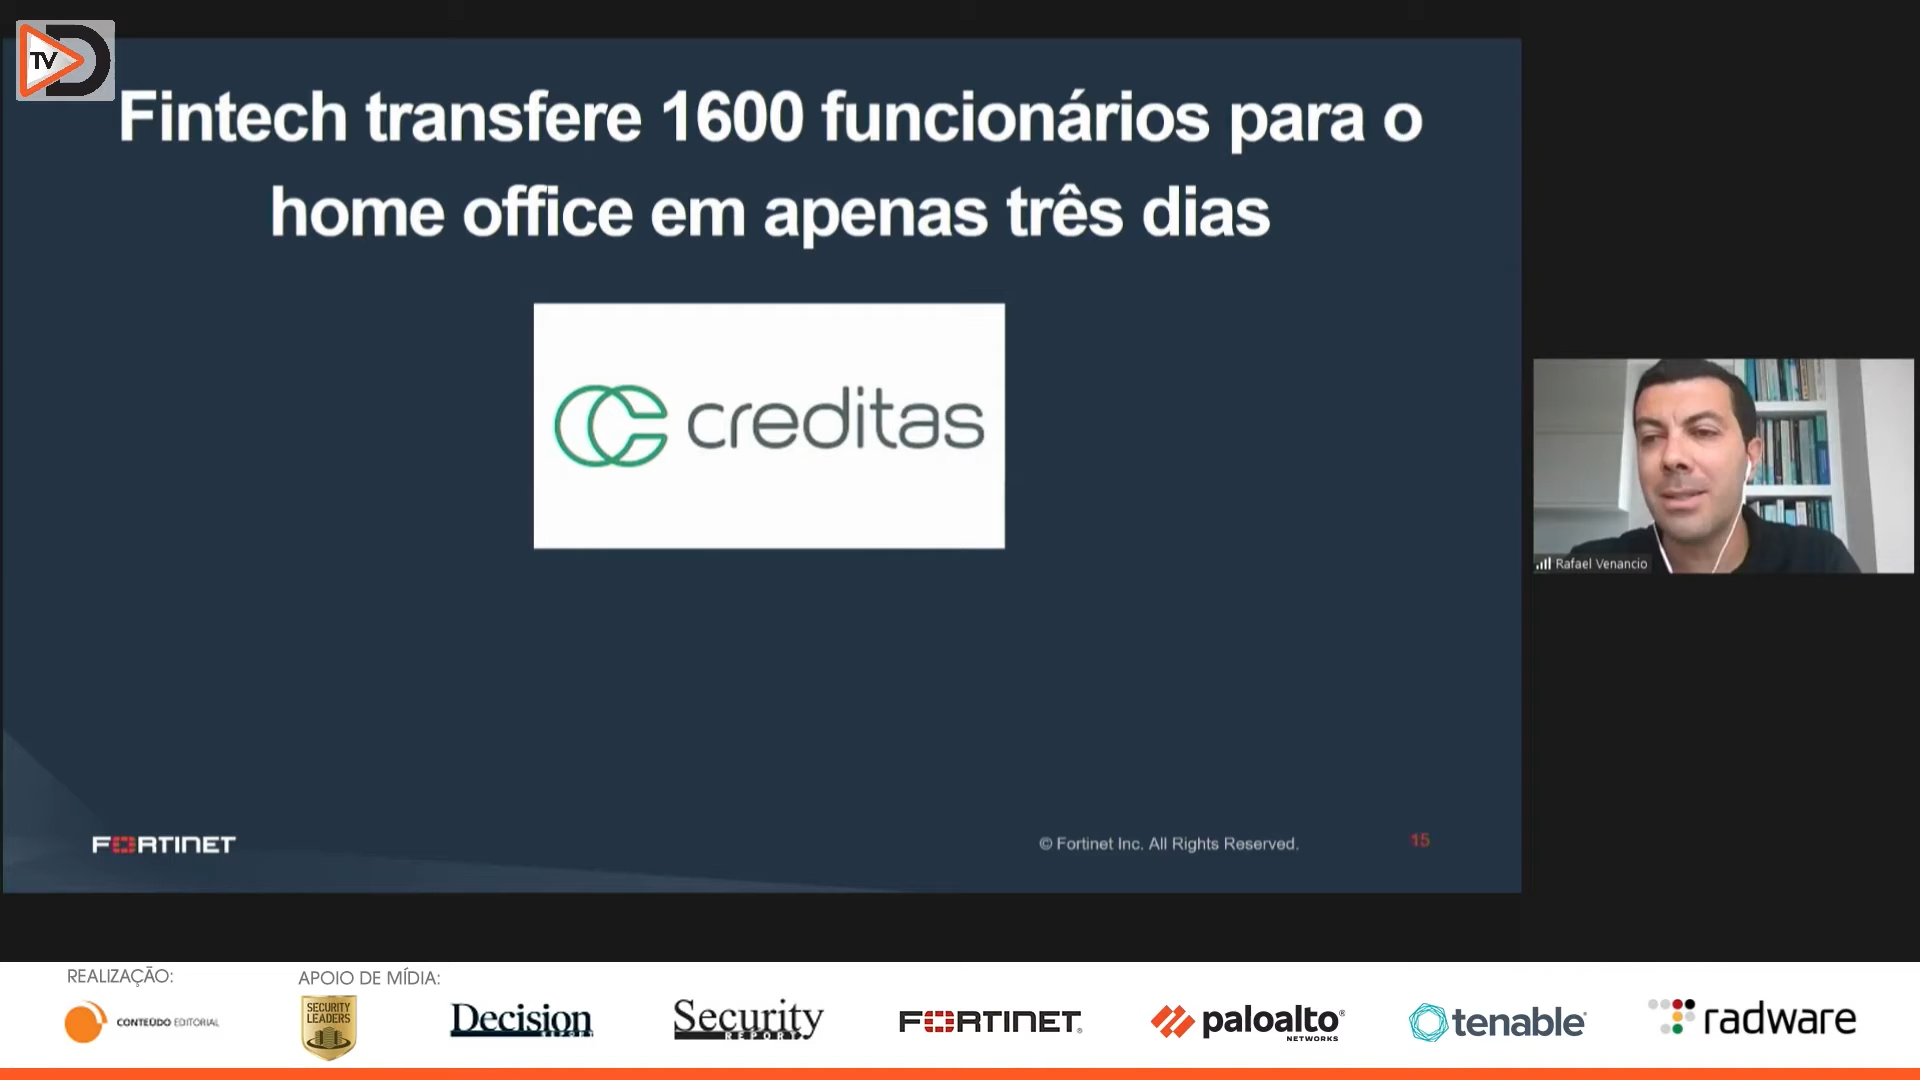 TV
Fintech transfere 1600 funcionários para o
home office em apenas três dias
creditas
Rafael Venancio
FORTINET
© Fortinet Inc. All Rights Reserved.
15
REALIZAÇÃO:
CONTEÚDO EDITORIAL
APOIO DE MÍDIA:
SECURITY
LEADERS
Decision
REPORT
Security
REPORT
FORTINET®
paloalto®
NETWORKS
tenable®
radware